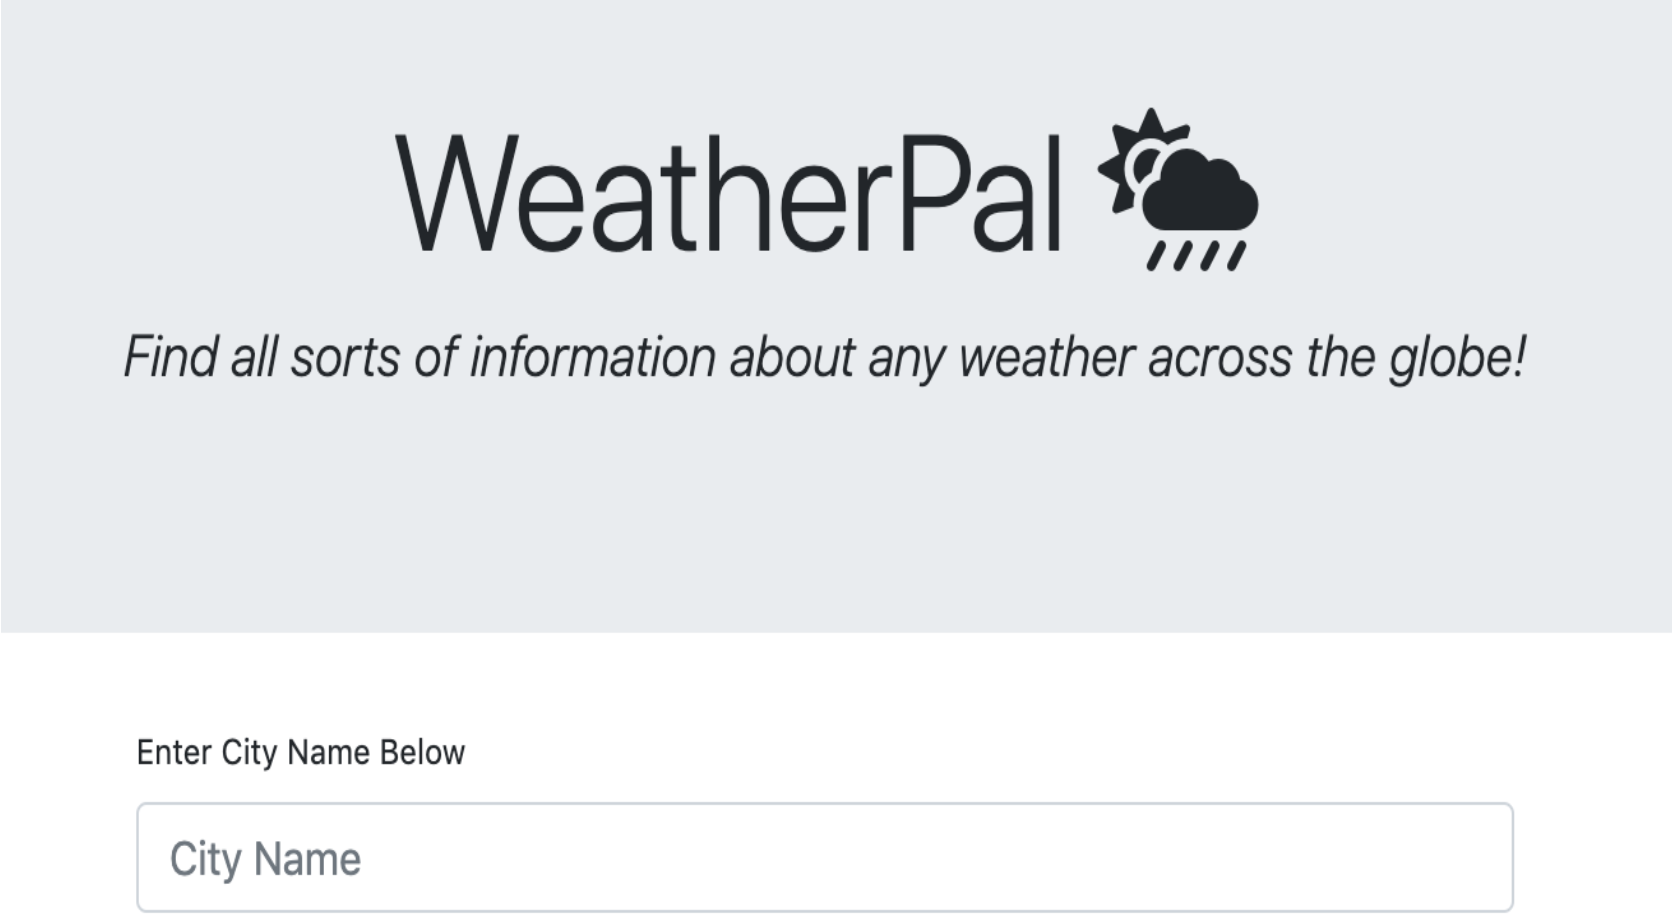 WeatherPal
Find all sorts of information about any weather across the globe!
Enter City Name Below
City Name